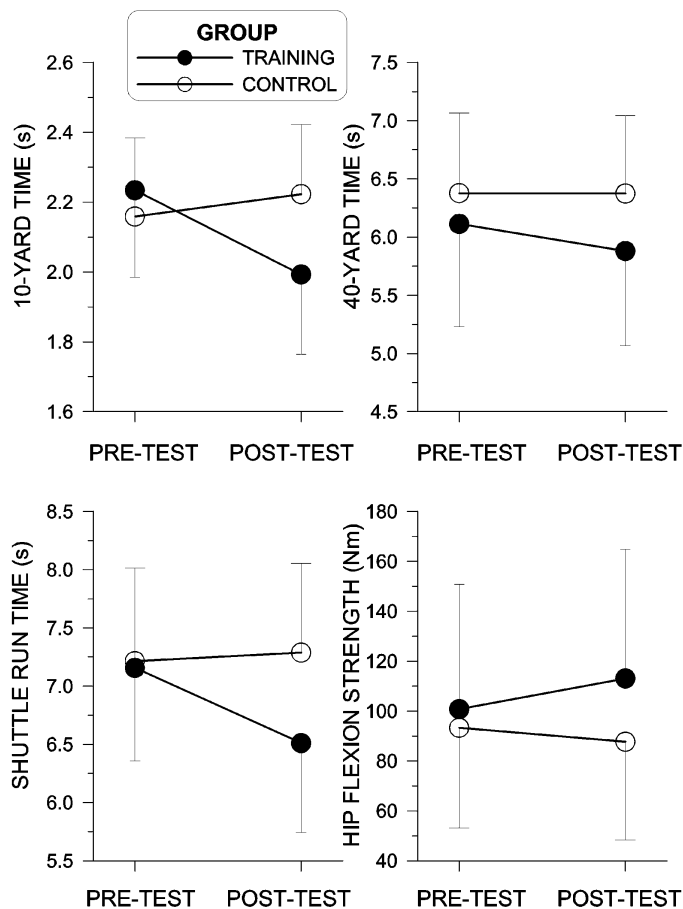 GROUP
TRAINING
CONTROL
10-YARD TIME (s)
2.6
2.4
2.2
2.0
1.8
1.6
PRE-TEST POST-TEST
40-YARD TIME (s)
7.5
7.0
6.5
6.0
5.5
5.0
4.5
PRE-TEST POST-TEST
SHUTTLE RUN TIME (s)
8.5
8.0
7.5
7.0
6.5
6.0
5.5
PRE-TEST POST-TEST
HIP FLEXION STRENGTH (Nm)
180
160
140
120
100
80
60
40
PRE-TEST POST-TEST